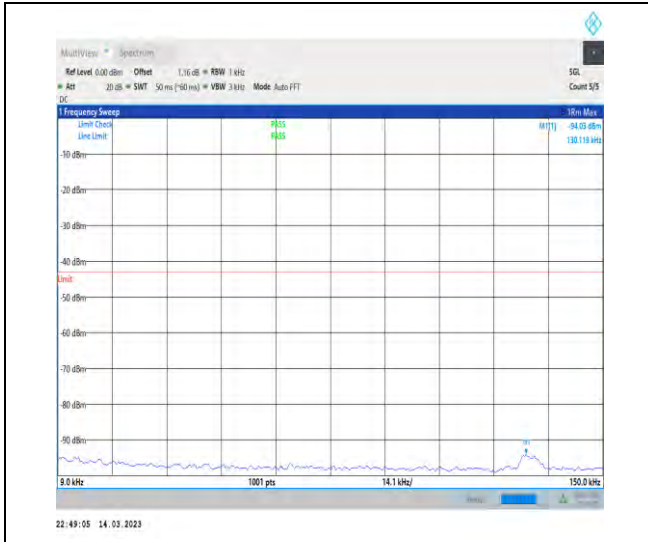 MultiView Spectrum
Ref Level 0.00 dBm Offset 1.16 dB RBW 1 kHz SGL
Att 20 dB SWT 50 ms (~60 ms) VBW 3 kHz Mode Auto FFT Count 5/5
DC
1 Frequency Sweep 1Rm Max
Limit Check PASS M1[1] -94.03 dBm
Line Limit PASS 130.119 kHz
-10 dBm
-20 dBm
-30 dBm
-40 dBm
Limit
-50 dBm
-60 dBm
-70 dBm
-80 dBm
-90 dBm
M1
9.0 kHz 1001 pts 14.1 kHz/ 150.0 kHz
22:49:05 14.03.2023